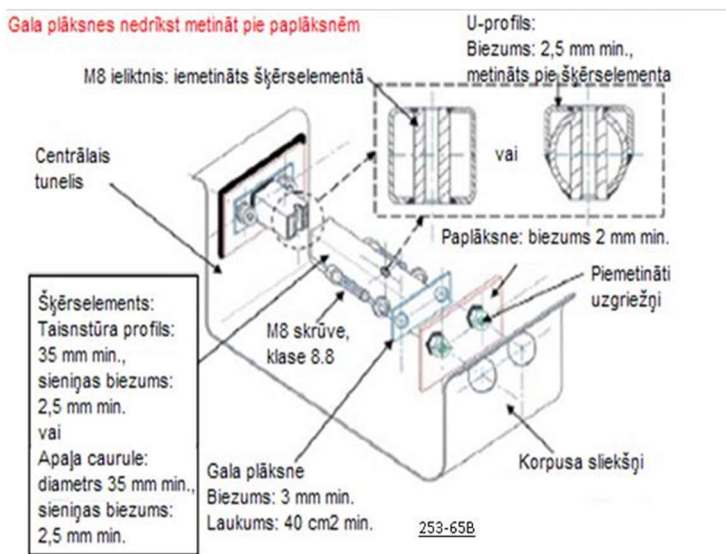 Gala plāksnes nedrīkst metināt pie paplāksnēm
U-profils:
Biezums: 2,5 mm min.,
metināts pie šķērselementa
M8 ieliktnis: iemetināts šķērselementā
Centrālais
tunelis
vai
Paplāksne: biezums 2 mm min.
Piemetināti
uzgriežņi
Šķērselements:
Taisnstūra profils:
35 mm min.,
sieniņas biezums:
2,5 mm min.
vai
Apaļa caurule:
diametrs 35 mm min.,
sieniņas biezums:
2,5 mm min.
M8 skrūve,
klase 8.8
Gala plāksne
Biezums: 3 mm min.
Laukums: 40 cm2 min.
Korpusa sliekšņi
253-65B